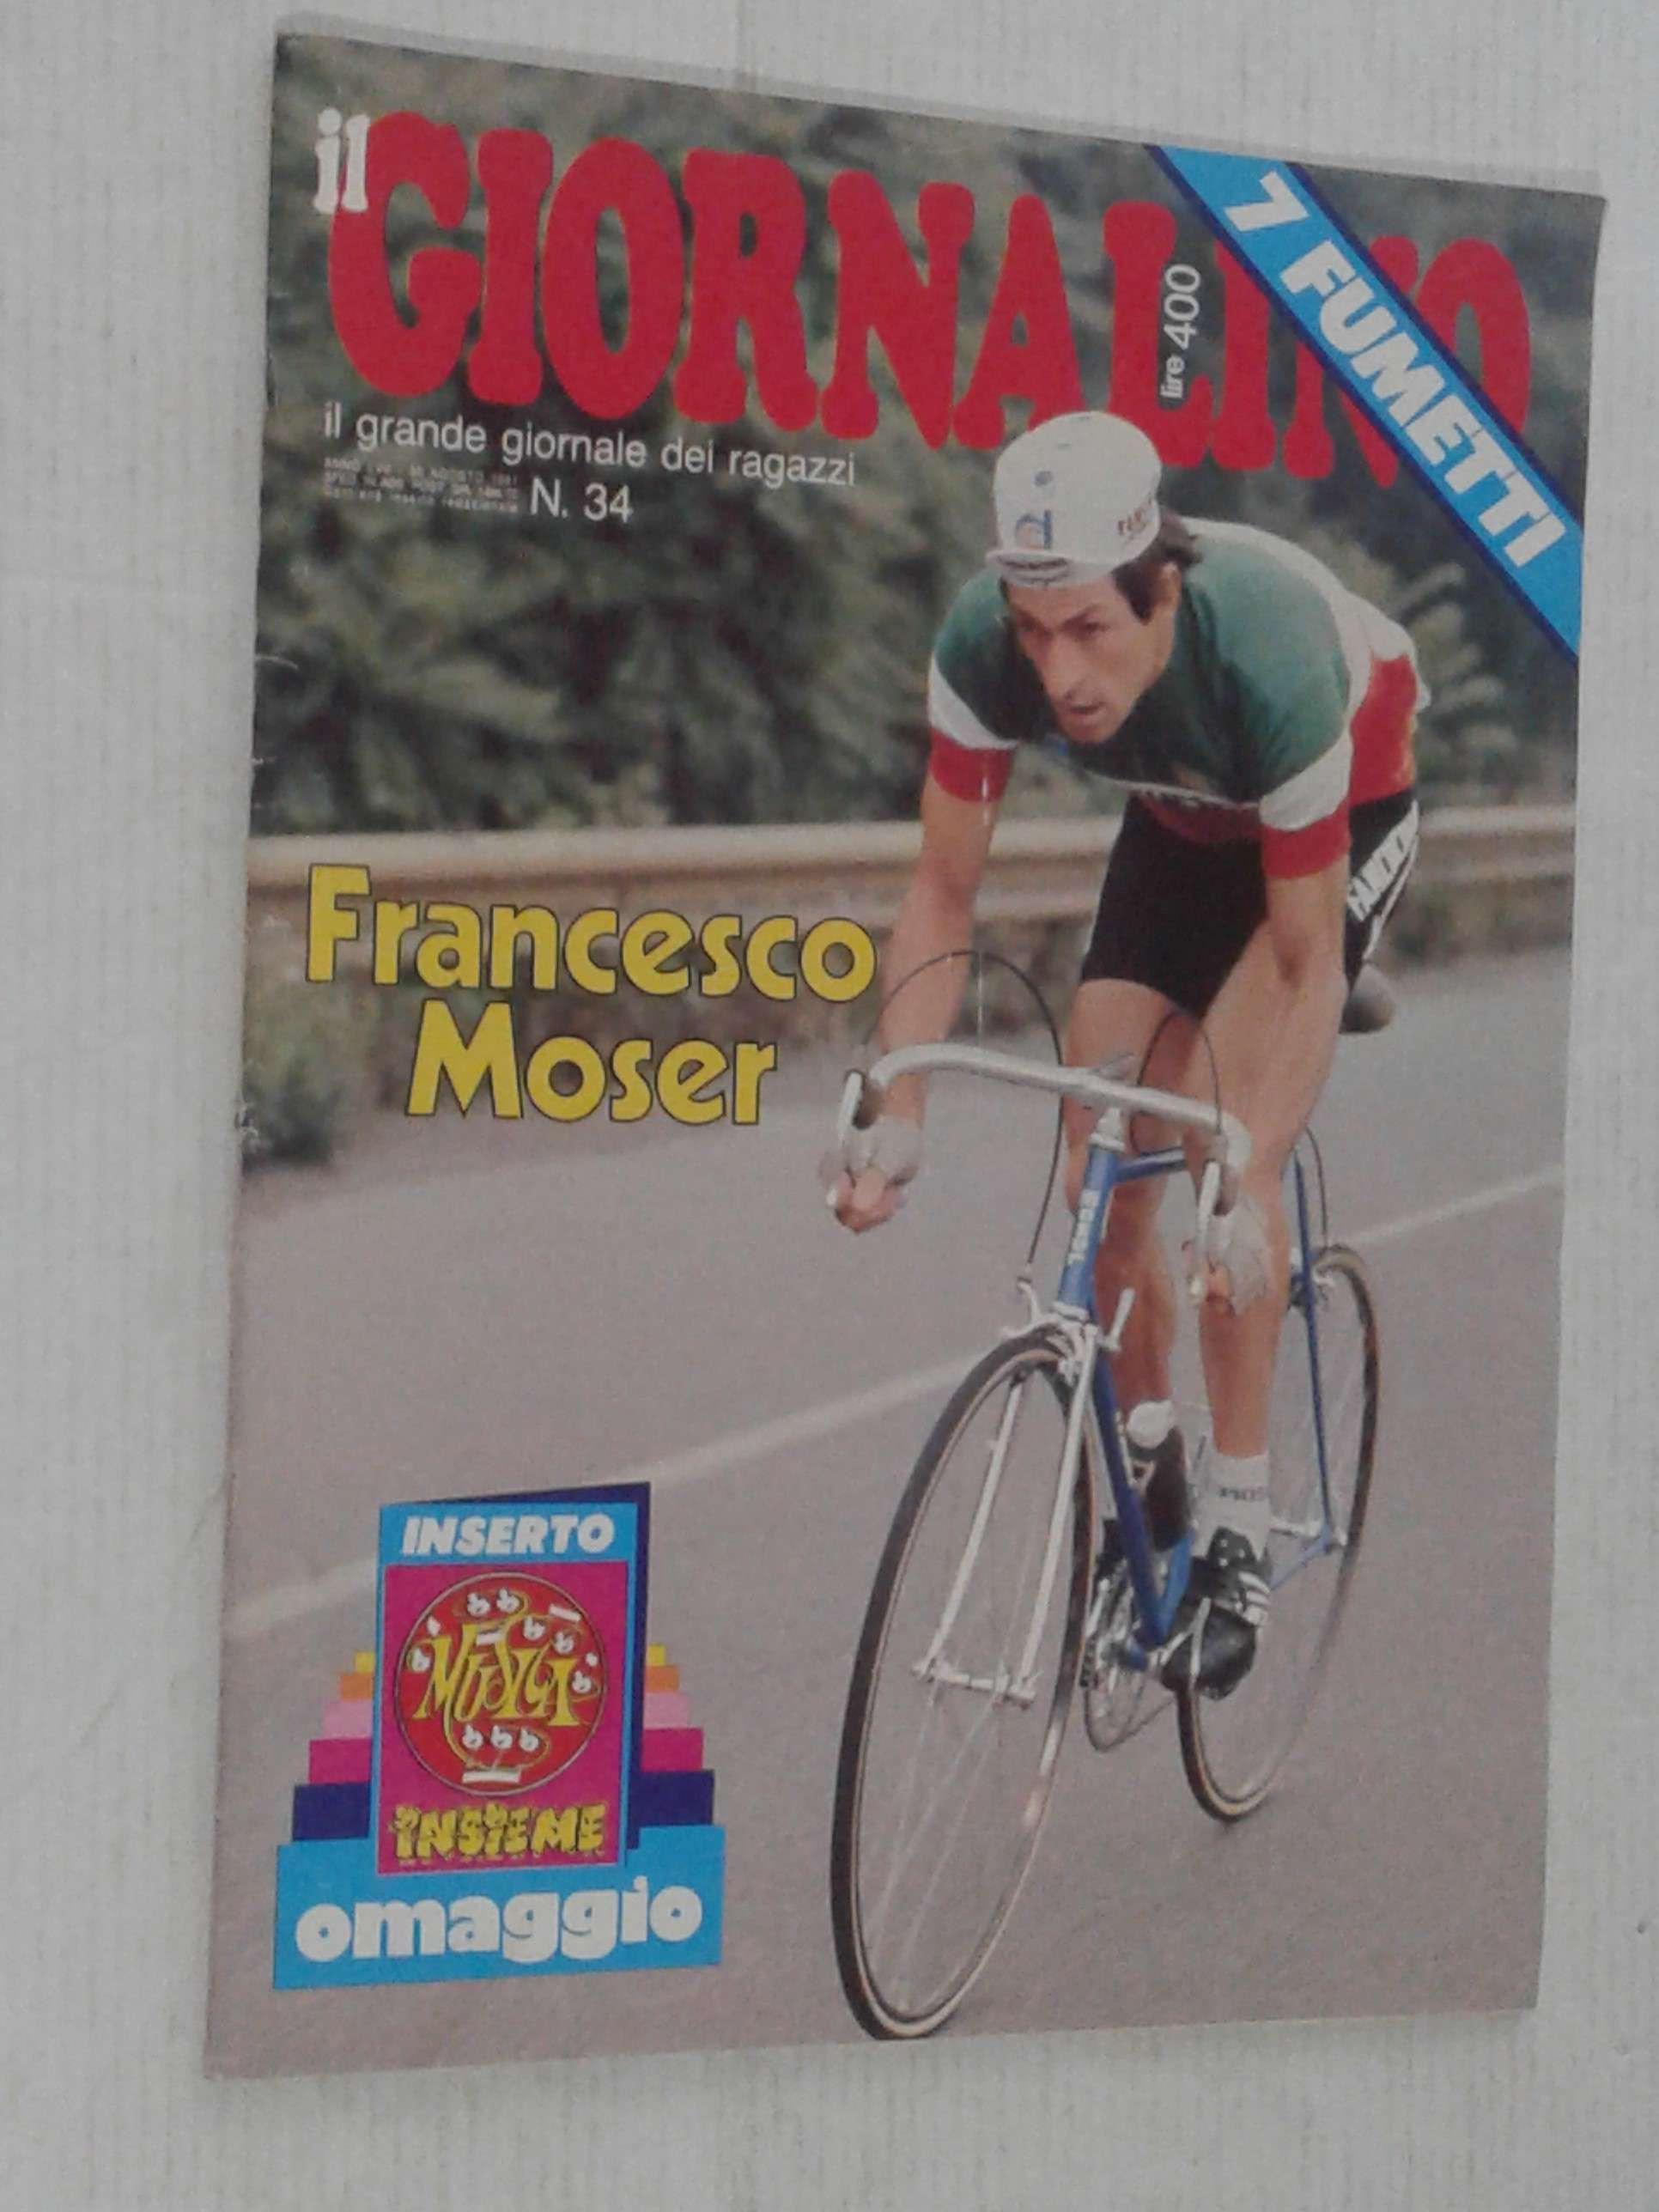 il GIORNALINO
lire 400
7 FUMETTI
il grande giornale dei ragazzi
N. 34
Francesco
Moser
INSERTO
MUSICA
INSIEME
omaggio